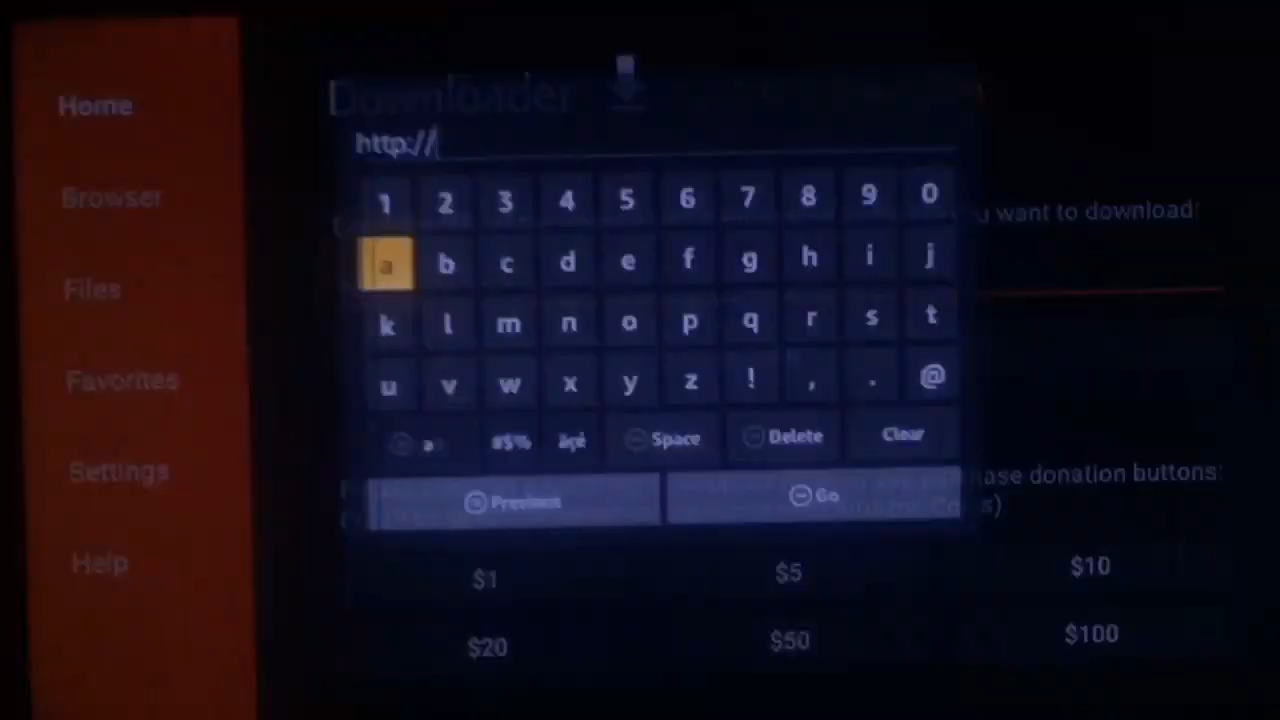 Home
Browser
Files
Favorites
Settings
Help
Downloader
http://
1 2 3 4 5 6 7 8 9 0
a b c d e f g h i j
k l m n o p q r s t
u v w x y z ! , . @
a #$% äçé Space Delete Clear
Previous Go
u want to download:
ase donation buttons:
s)
$1 $5 $10
$20 $50 $100